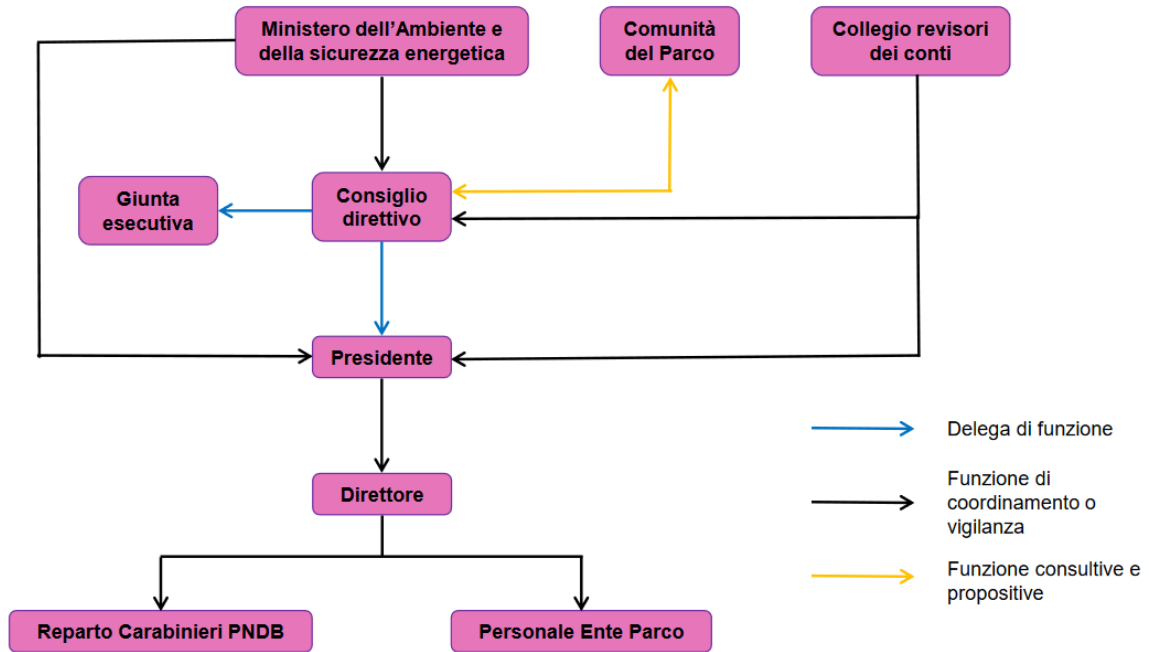 Ministero dell'Ambiente e
della sicurezza energetica
Comunità
del Parco
Collegio revisori
dei conti
Giunta
esecutiva
Consiglio
direttivo
Presidente
Delega di funzione
Direttore
Funzione di
coordinamento o
vigilanza
Funzione consultive e
propositive
Reparto Carabinieri PNDB
Personale Ente Parco